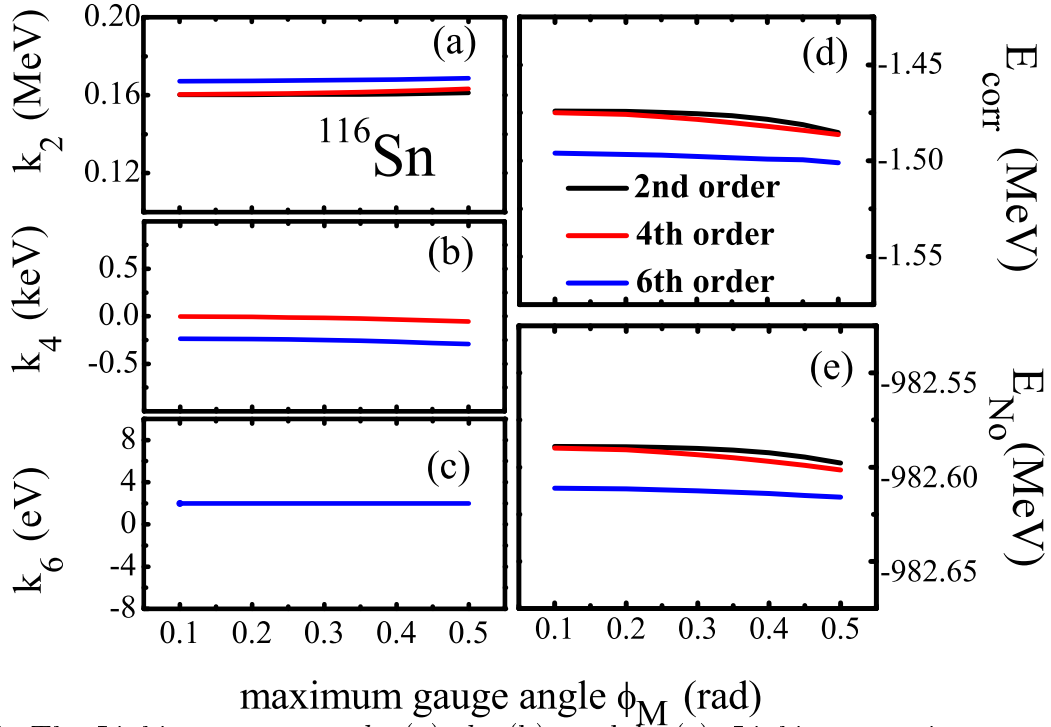 k2 (MeV)
0.20
0.16
0.12
(a)
116Sn
k4 (keV)
0.5
0.0
-0.5
(b)
k6 (eV)
8
4
0
-4
-8
(c)
0.1 0.2 0.3 0.4 0.5
(d)
2nd order
4th order
6th order
-1.45
-1.50
-1.55
Ecorr (MeV)
(e)
-982.55
-982.60
-982.65
ENo (MeV)
0.1 0.2 0.3 0.4 0.5
maximum gauge angle ϕM (rad)